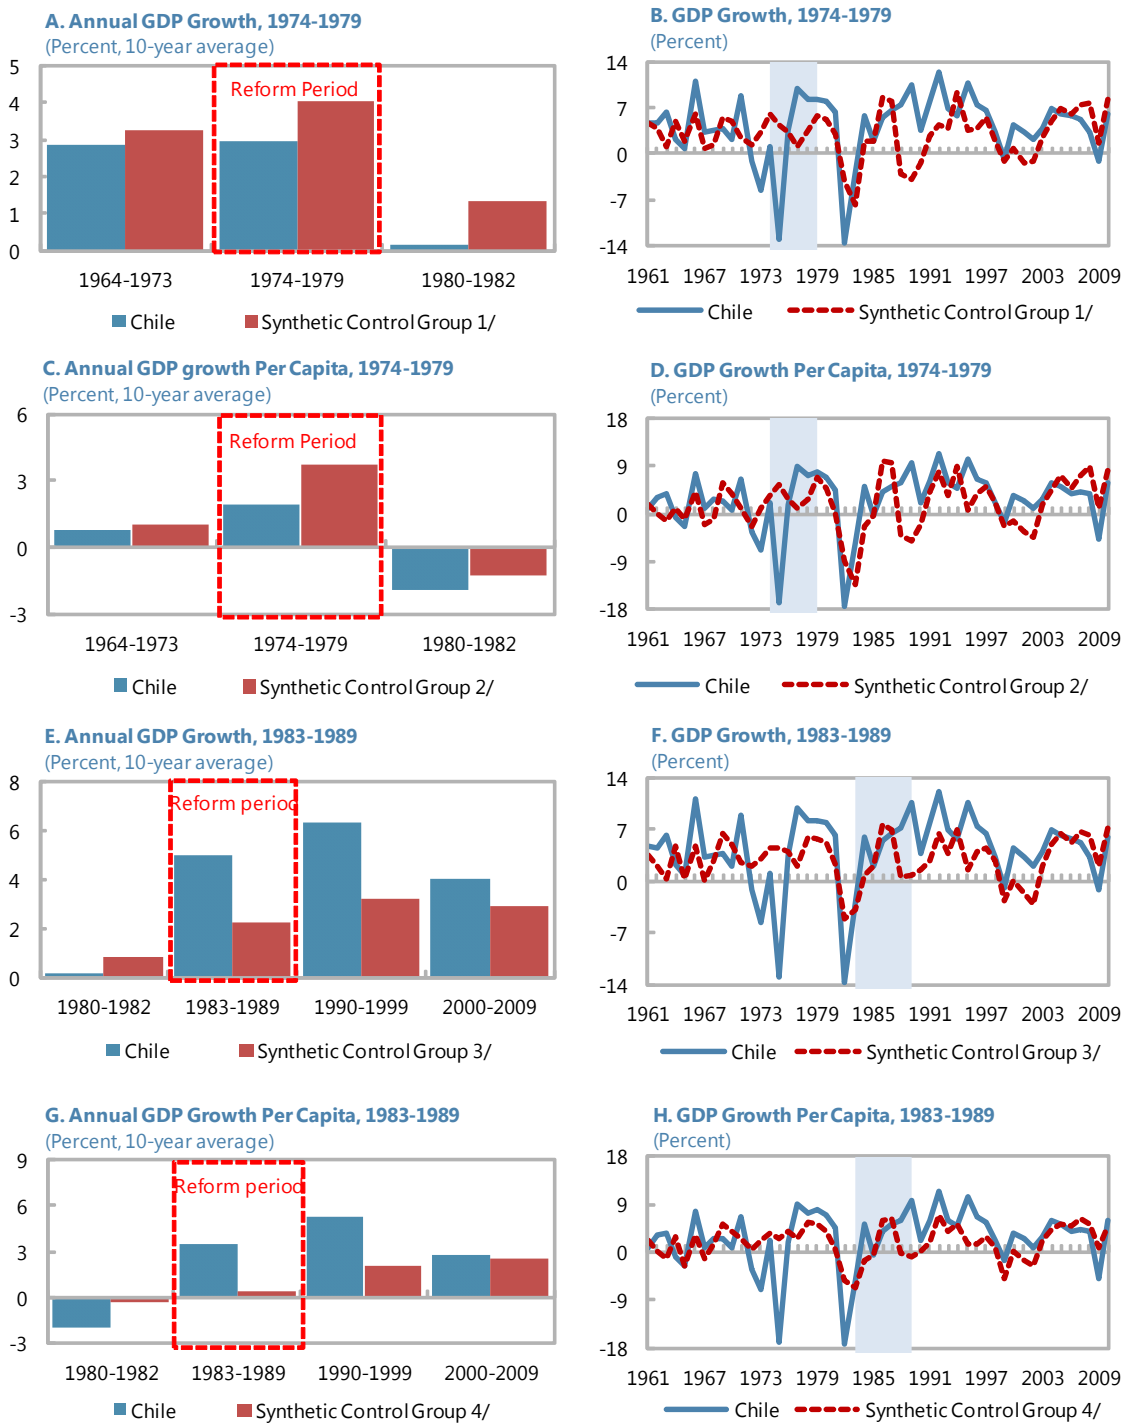 A. Annual GDP Growth, 1974-1979
(Percent, 10-year average)
5
4
3
2
1
0
Reform Period
1964-1973 1974-1979 1980-1982
Chile Synthetic Control Group 1/
B. GDP Growth, 1974-1979
(Percent)
14
7
0
-7
-14
1961 1967 1973 1979 1985 1991 1997 2003 2009
Chile Synthetic Control Group 1/
C. Annual GDP growth Per Capita, 1974-1979
(Percent, 10-year average)
6
3
0
-3
Reform Period
1964-1973 1974-1979 1980-1982
Chile Synthetic Control Group 2/
D. GDP Growth Per Capita, 1974-1979
(Percent)
18
9
0
-9
-18
1961 1967 1973 1979 1985 1991 1997 2003 2009
Chile Synthetic Control Group 2/
E. Annual GDP Growth, 1983-1989
(Percent, 10-year average)
8
6
4
2
0
Reform period
1980-1982 1983-1989 1990-1999 2000-2009
Chile Synthetic Control Group 3/
F. GDP Growth, 1983-1989
(Percent)
14
7
0
-7
-14
1961 1967 1973 1979 1985 1991 1997 2003 2009
Chile Synthetic Control Group 3/
G. Annual GDP Growth Per Capita, 1983-1989
(Percent, 10-year average)
9
6
3
0
-3
Reform period
1980-1982 1983-1989 1990-1999 2000-2009
Chile Synthetic Control Group 4/
H. GDP Growth Per Capita, 1983-1989
(Percent)
18
9
0
-9
-18
1961 1967 1973 1979 1985 1991 1997 2003 2009
Chile Synthetic Control Group 4/